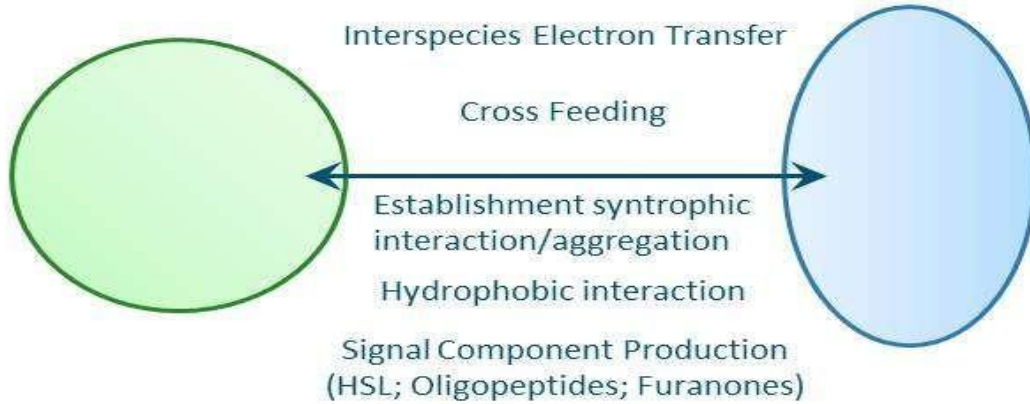 Interspecies Electron Transfer
Cross Feeding
Establishment syntrophic
interaction/aggregation
Hydrophobic interaction
Signal Component Production
(HSL; Oligopeptides; Furanones)